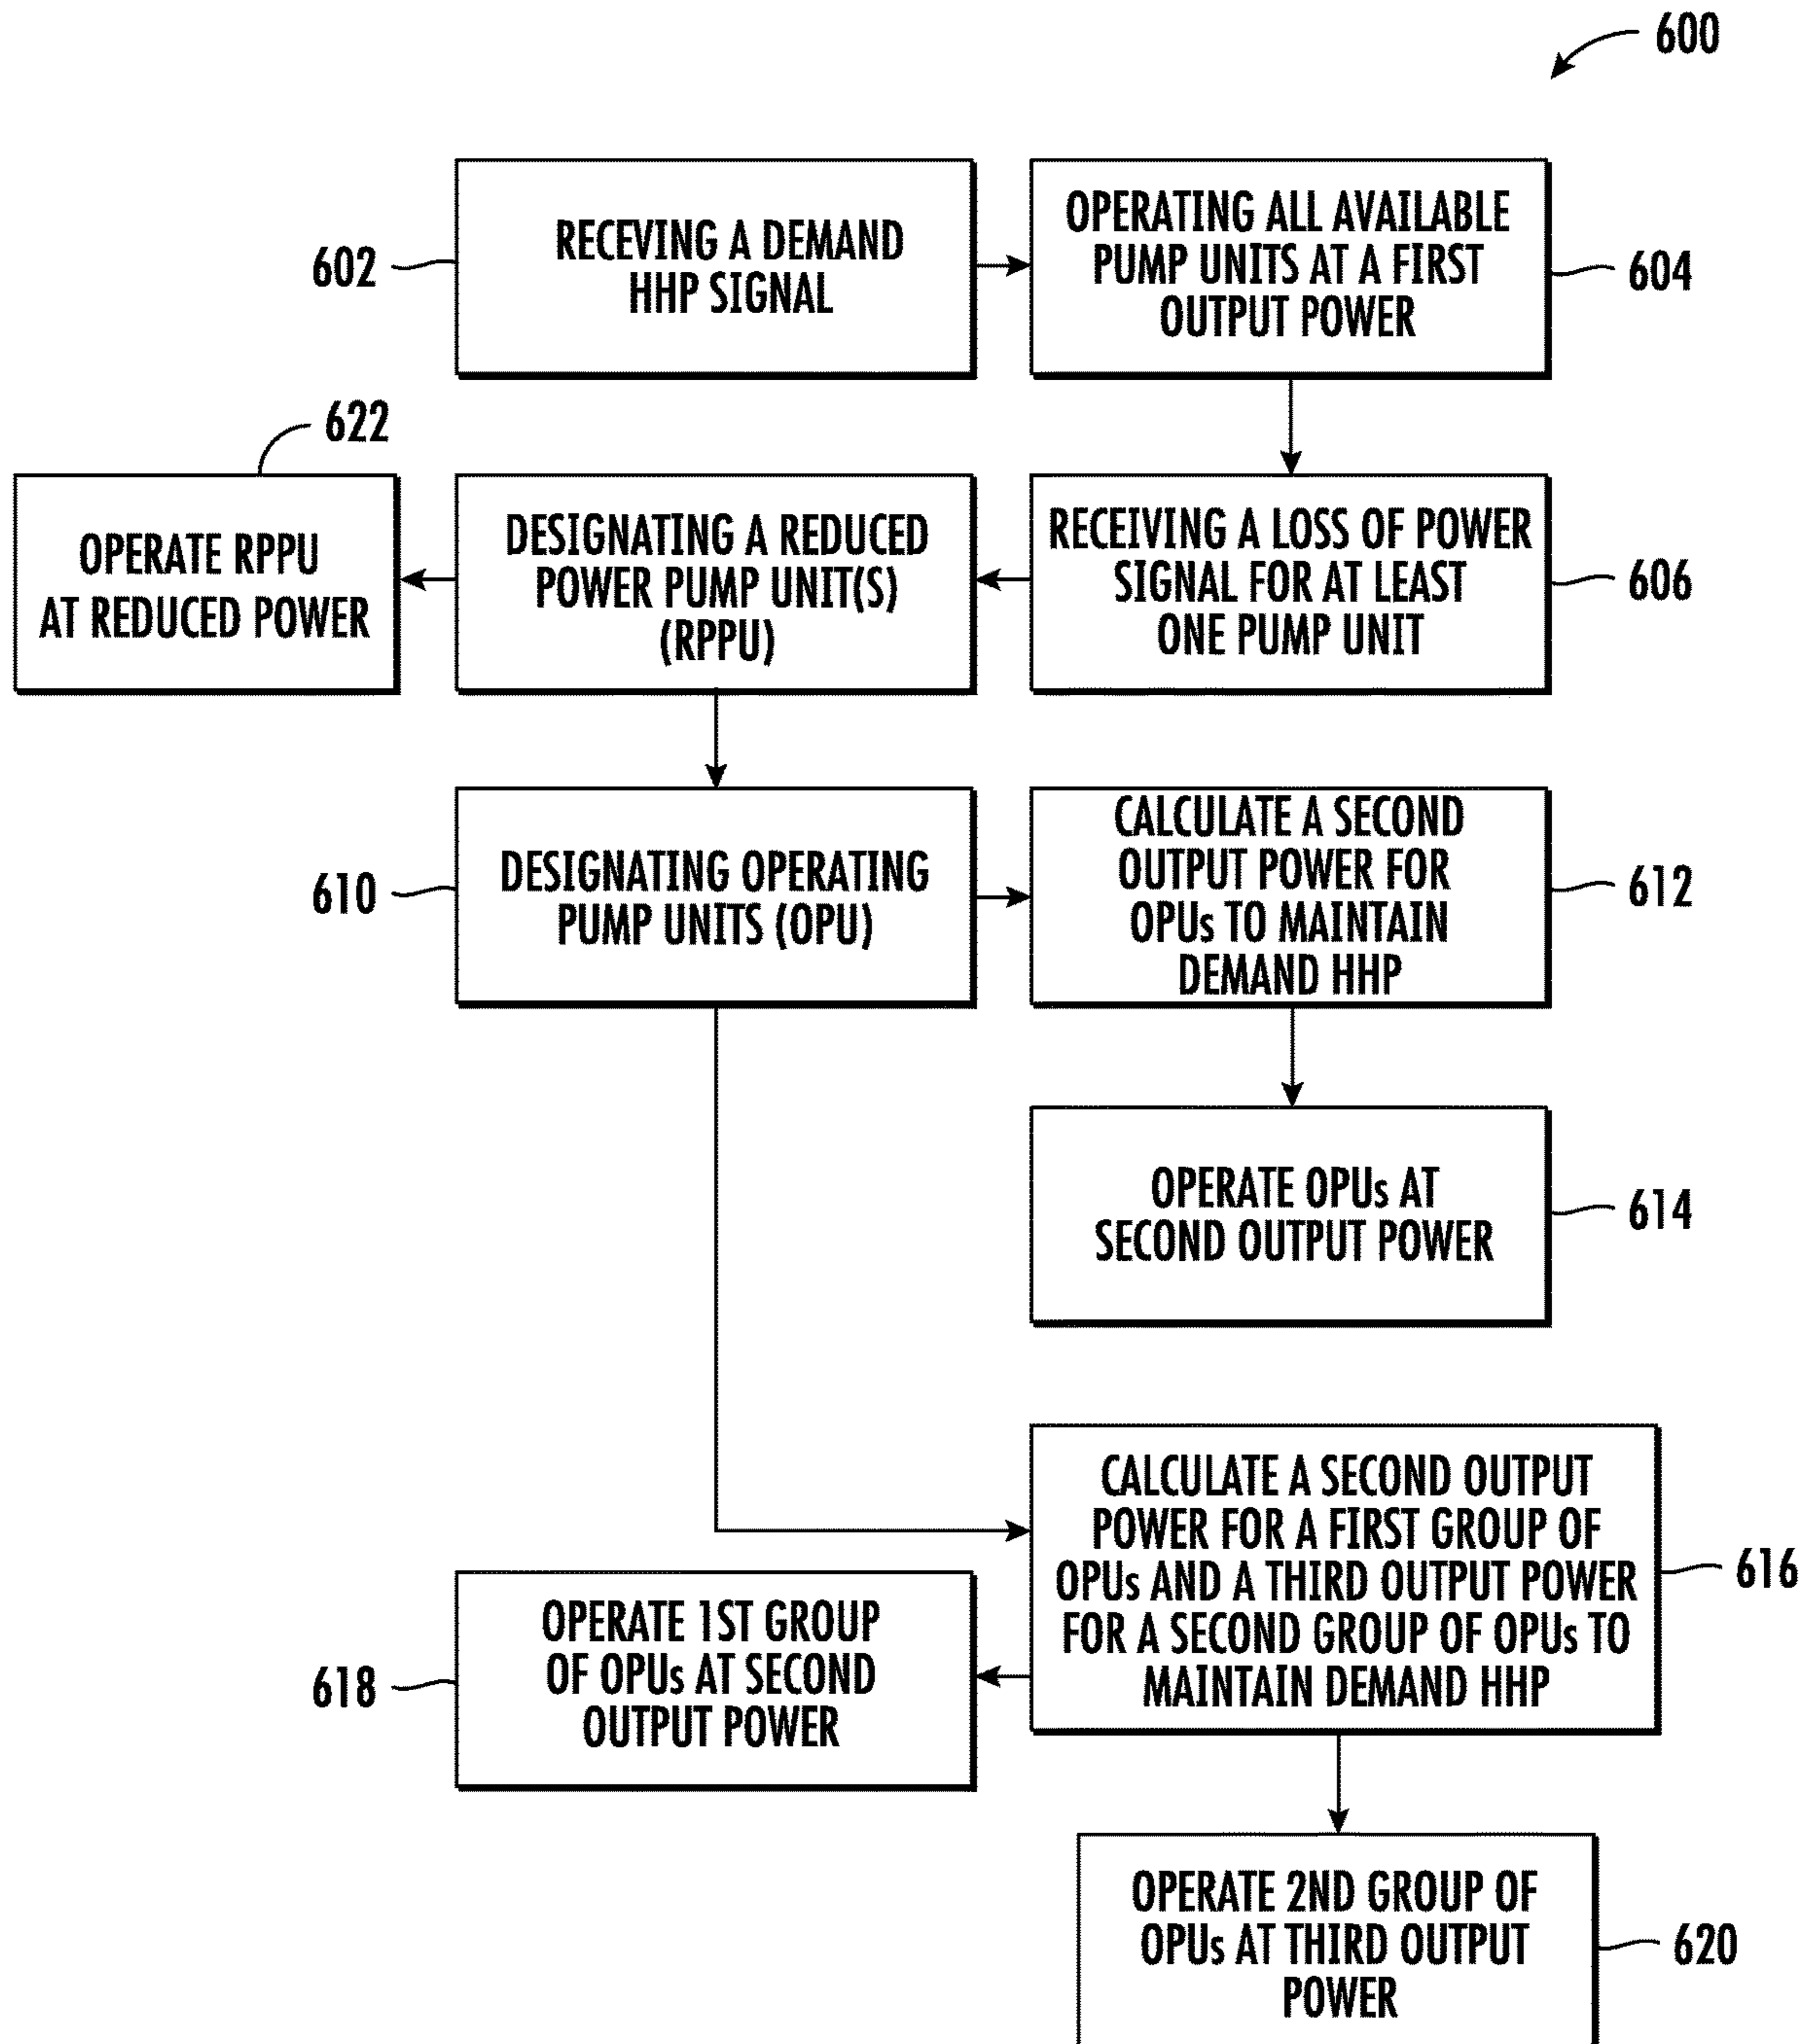 600
RECEVING A DEMAND
HHP SIGNAL
602
OPERATING ALL AVAILABLE
PUMP UNITS AT A FIRST
OUTPUT POWER
604
622
OPERATE RPPU
AT REDUCED POWER
DESIGNATING A REDUCED
POWER PUMP UNIT(S)
(RPPU)
RECEIVING A LOSS OF POWER
SIGNAL FOR AT LEAST
ONE PUMP UNIT
606
610
DESIGNATING OPERATING
PUMP UNITS (OPU)
CALCULATE A SECOND
OUTPUT POWER FOR
OPUs TO MAINTAIN
DEMAND HHP
612
OPERATE OPUs AT
SECOND OUTPUT POWER
614
CALCULATE A SECOND OUTPUT
POWER FOR A FIRST GROUP OF
OPUs AND A THIRD OUTPUT POWER
FOR A SECOND GROUP OF OPUs TO
MAINTAIN DEMAND HHP
616
618
OPERATE 1ST GROUP
OF OPUs AT SECOND
OUTPUT POWER
OPERATE 2ND GROUP OF
OPUs AT THIRD OUTPUT
POWER
620